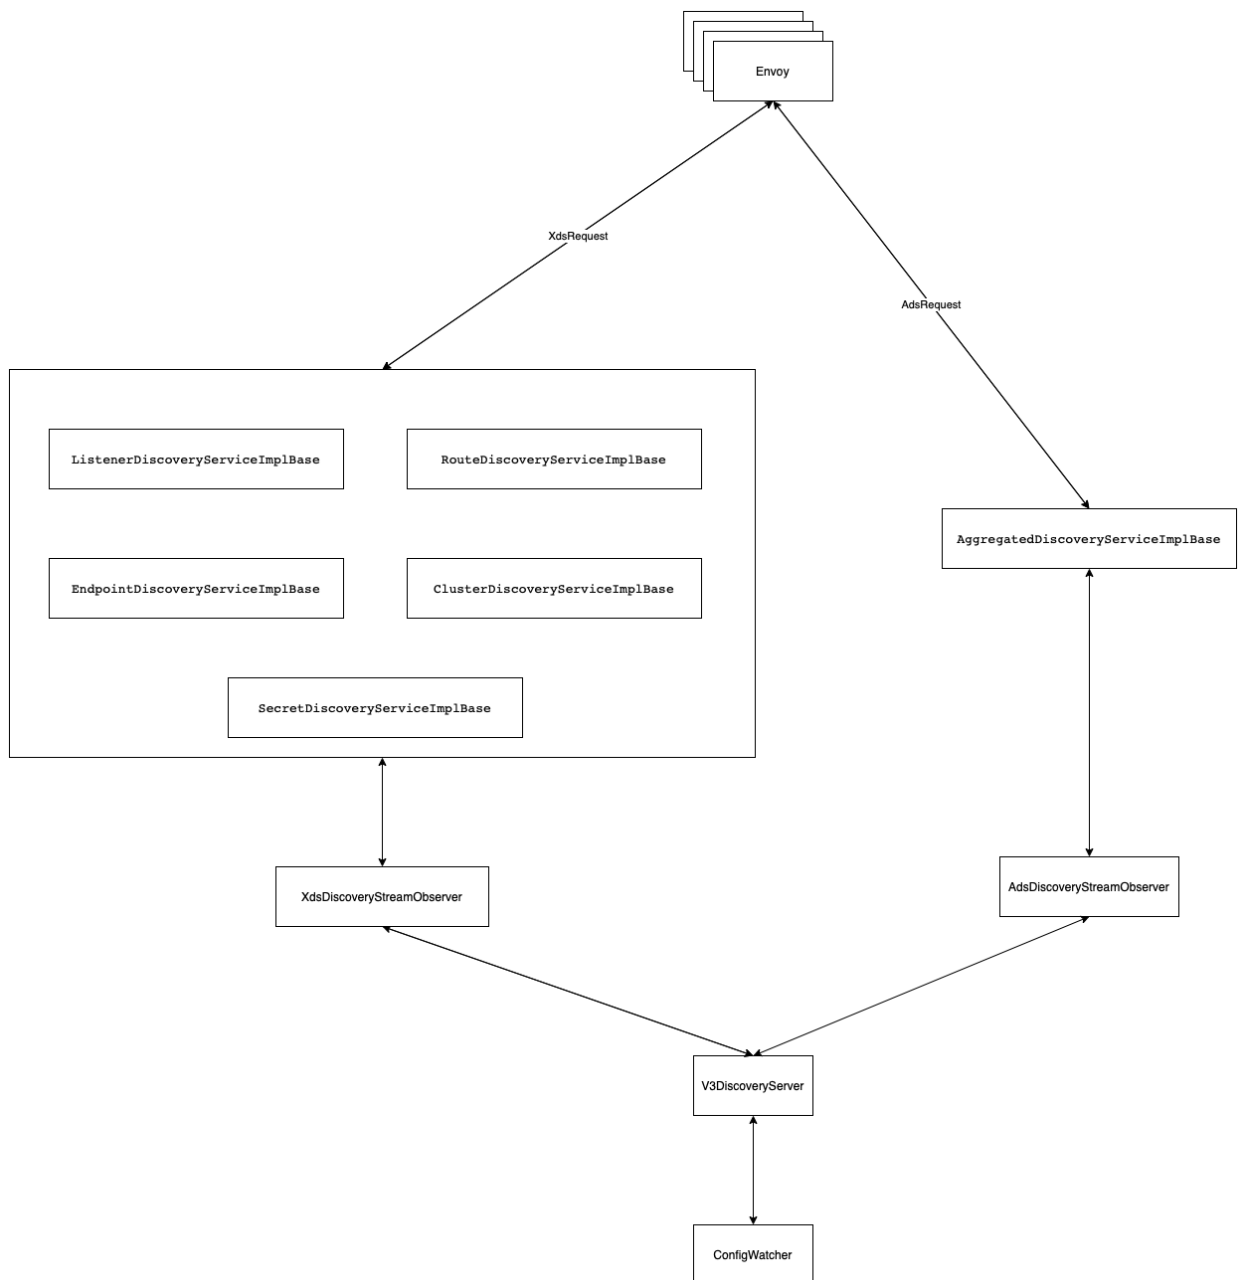 Envoy
XdsRequest
AdsRequest
ListenerDiscoveryServiceImplBase
RouteDiscoveryServiceImplBase
AggregatedDiscoveryServiceImplBase
EndpointDiscoveryServiceImplBase
ClusterDiscoveryServiceImplBase
SecretDiscoveryServiceImplBase
XdsDiscoveryStreamObserver
AdsDiscoveryStreamObserver
V3DiscoveryServer
ConfigWatcher